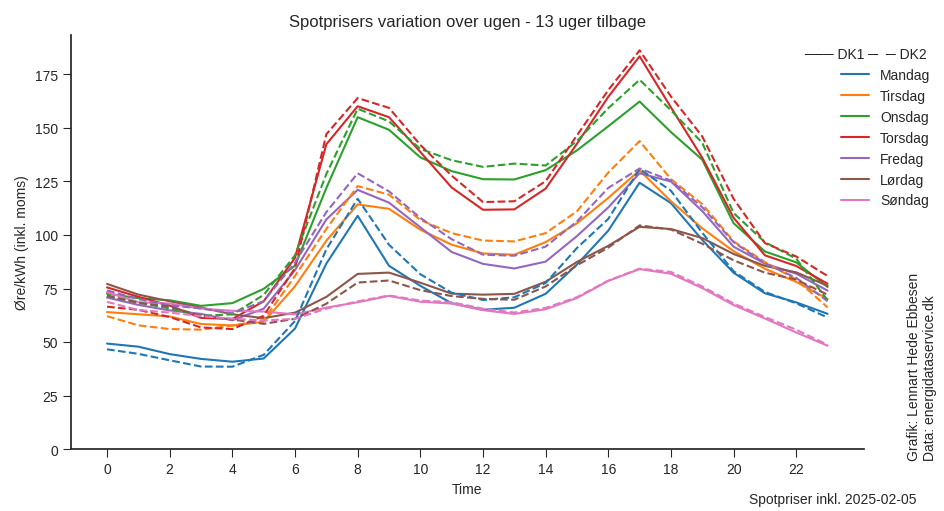 Spotprisers variation over ugen - 13 uger tilbage
DK1 DK2
Mandag
Tirsdag
Onsdag
Torsdag
Fredag
Lørdag
Søndag
Øre/kWh (inkl. moms)
175
150
125
100
75
50
25
0
0 2 4 6 8 10 12 14 16 18 20 22
Time
Grafik: Lennart Hede Ebbesen
Data: energidataservice.dk
Spotpriser inkl. 2025-02-05